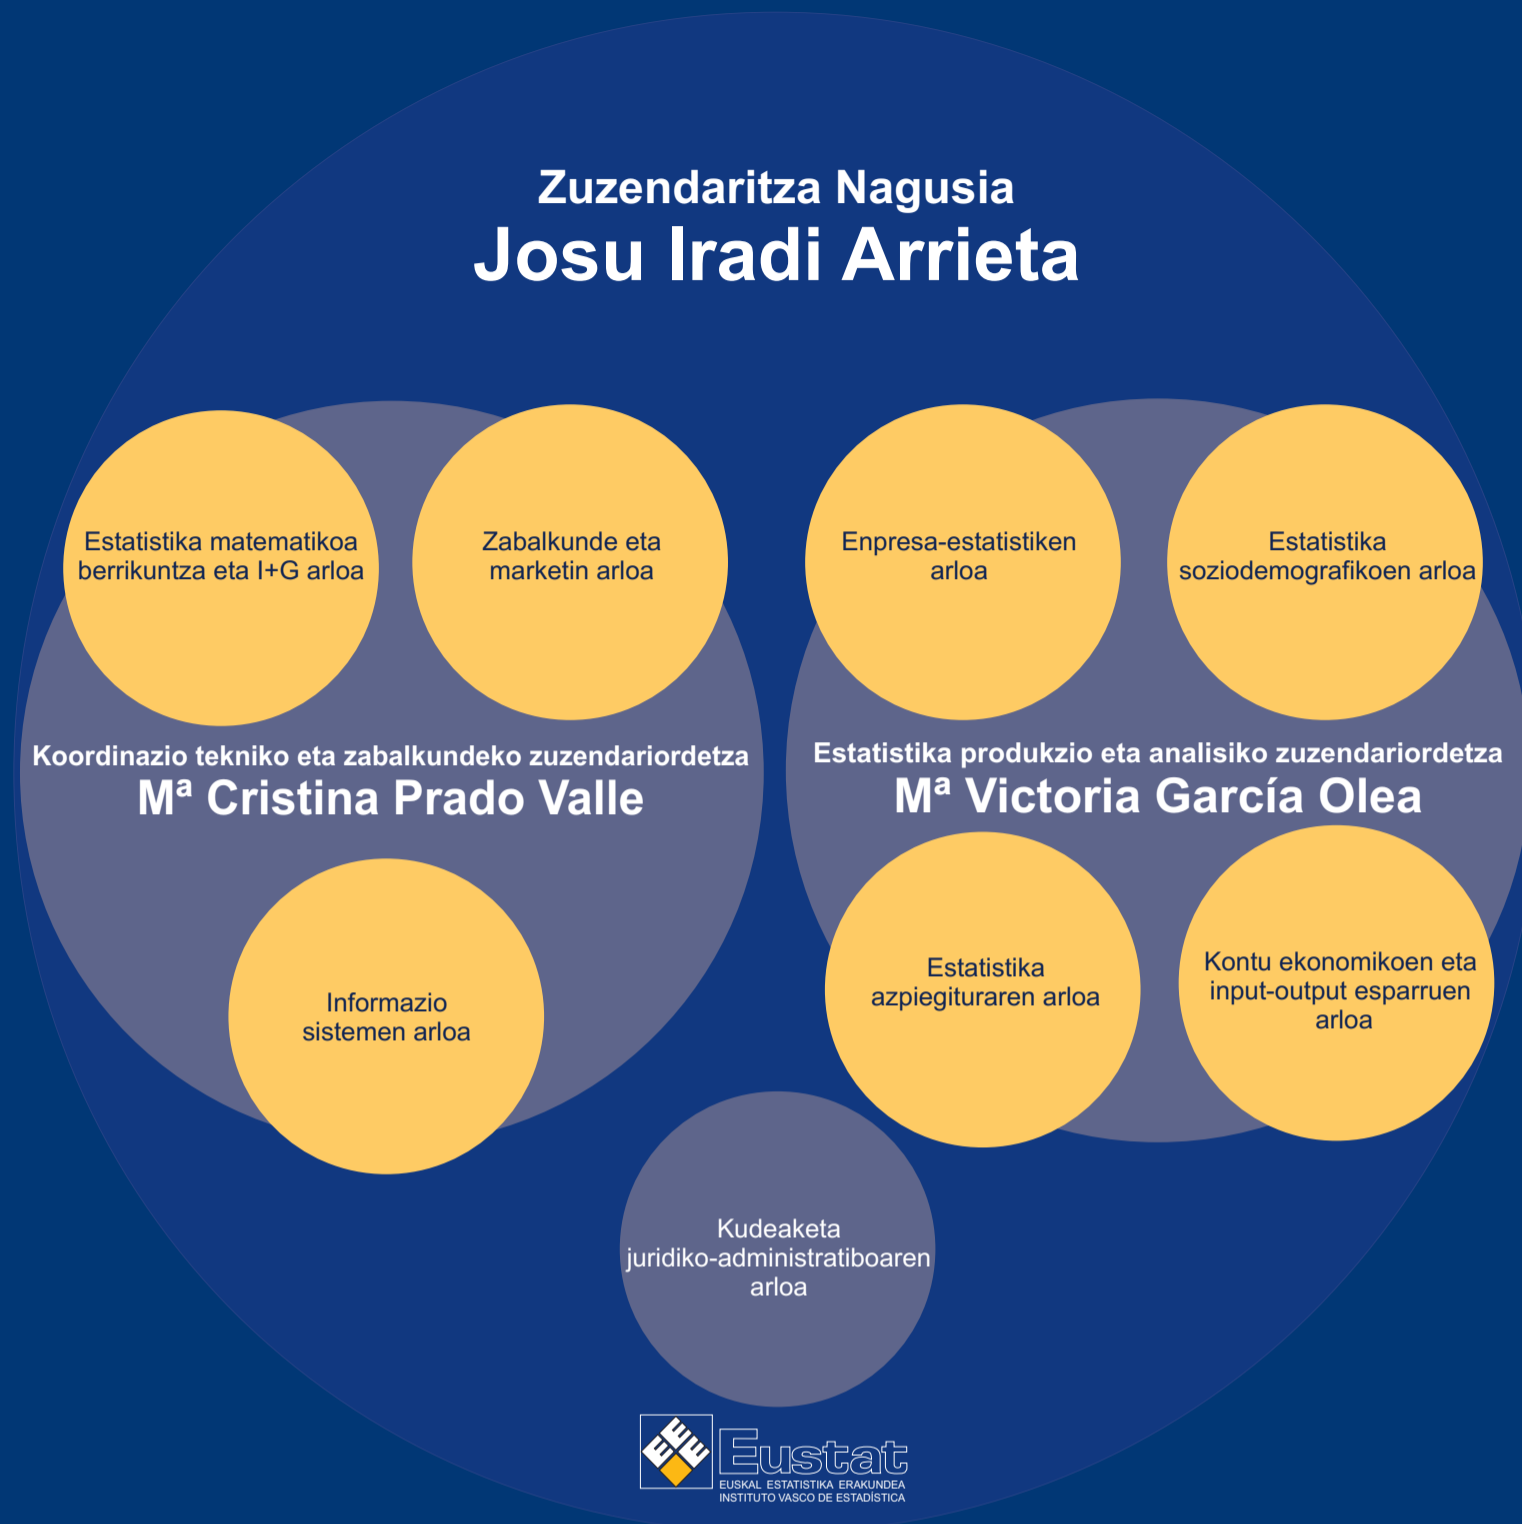 Zuzendaritza Nagusia
Josu Iradi Arrieta
Estatistika matematikoa
berrikuntza eta I+G arloa
Zabalkunde eta
marketin arloa
Koordinazio tekniko eta zabalkundeko zuzendariordetza
Mª Cristina Prado Valle
Informazio
sistemen arloa
Enpresa-estatistiken
arloa
Estatistika
soziodemografikoen arloa
Estatistika produkzio eta analisiko zuzendariordetza
Mª Victoria García Olea
Estatistika
azpiegituraren arloa
Kontu ekonomikoen eta
input-output esparruen
arloa
Kudeaketa
juridiko-administratiboaren
arloa
Eustat
EUSKAL ESTATISTIKA ERAKUNDEA
INSTITUTO VASCO DE ESTADÍSTICA